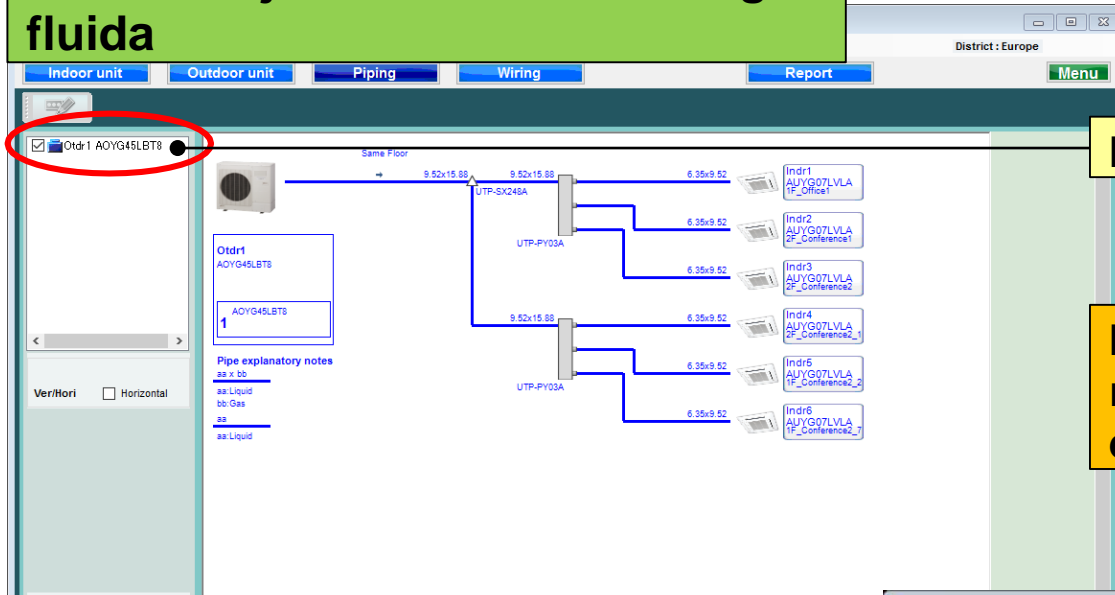 fluida
District : Europe
Indoor unit Outdoor unit Piping Wiring Report Menu
Otdr1 AOYG45LBT8
Same Floor
9.52x15.88 9.52x15.88 6.35x9.52
UTP-SX248A
Indr1
AUYG07LVLA
1F_Office1
Indr2
AUYG07LVLA
2F_Conference1
UTP-PY03A
Otdr1
AOYG45LBT8
6.35x9.52
Indr3
AUYG07LVLA
2F_Conference2
AOYG45LBT8
1
9.52x15.88 6.35x9.52
Indr4
AUYG07LVLA
2F_Conference2_1
Pipe explanatory notes
aa x bb
aa:Liquid
bb:Gas
aa
aa:Liquid
6.35x9.52
Indr5
AUYG07LVLA
1F_Conference2_2
UTP-PY03A
Ver/Hori Horizontal
6.35x9.52
Indr6
AUYG07LVLA
1F_Conference2_7